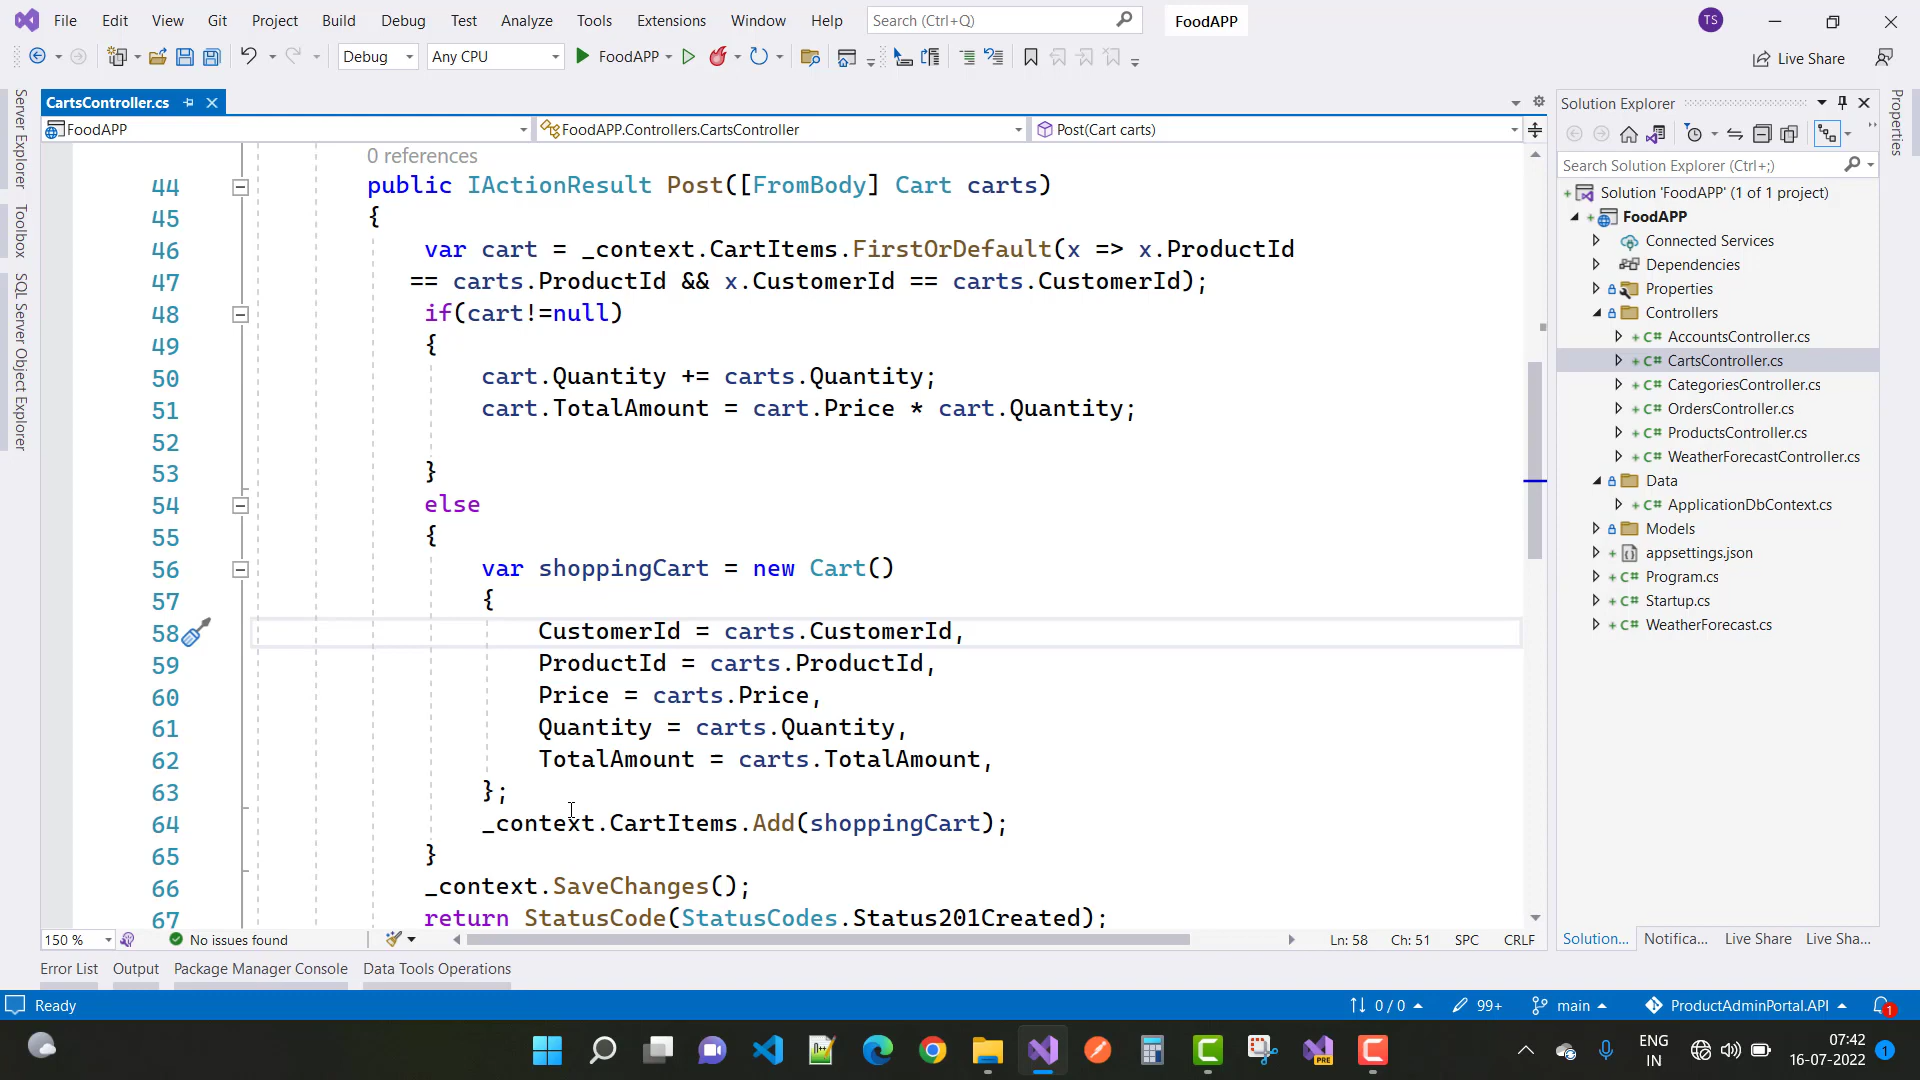 File Edit View Git Project Build Debug Test Analyze Tools Extensions Window Help Search (Ctrl+Q) FoodAPP TS
Debug Any CPU FoodAPP Live Share
CartsController.cs
FoodAPP FoodAPP.Controllers.CartsController Post(Cart carts)
Server Explorer
Toolbox
SQL Server Object Explorer
0 references
44 public IActionResult Post([FromBody] Cart carts)
45 {
46 var cart = _context.CartItems.FirstOrDefault(x => x.ProductId
47 == carts.ProductId && x.CustomerId == carts.CustomerId);
48 if(cart!=null)
49 {
50 cart.Quantity += carts.Quantity;
51 cart.TotalAmount = cart.Price * cart.Quantity;
52
53 }
54 else
55 {
56 var shoppingCart = new Cart()
57 {
58 CustomerId = carts.CustomerId,
59 ProductId = carts.ProductId,
60 Price = carts.Price,
61 Quantity = carts.Quantity,
62 TotalAmount = carts.TotalAmount,
63 };
64 _context.CartItems.Add(shoppingCart);
65 }
66 _context.SaveChanges();
67 return StatusCode(StatusCodes.Status201Created);
150 % No issues found Ln: 58 Ch: 51 SPC CRLF
Solution Explorer
Search Solution Explorer (Ctrl+;)
Solution 'FoodAPP' (1 of 1 project)
FoodAPP
Connected Services
Dependencies
Properties
Controllers
C# AccountsController.cs
C# CartsController.cs
C# CategoriesController.cs
C# OrdersController.cs
C# ProductsController.cs
C# WeatherForecastController.cs
Data
C# ApplicationDbContext.cs
Models
appsettings.json
C# Program.cs
C# Startup.cs
C# WeatherForecast.cs
Solution... Notifica... Live Share Live Sha...
Properties
Error List Output Package Manager Console Data Tools Operations
Ready 0 / 0 99+ main ProductAdminPortal.API 1
PRE
ENG
IN
07:42
16-07-2022
1